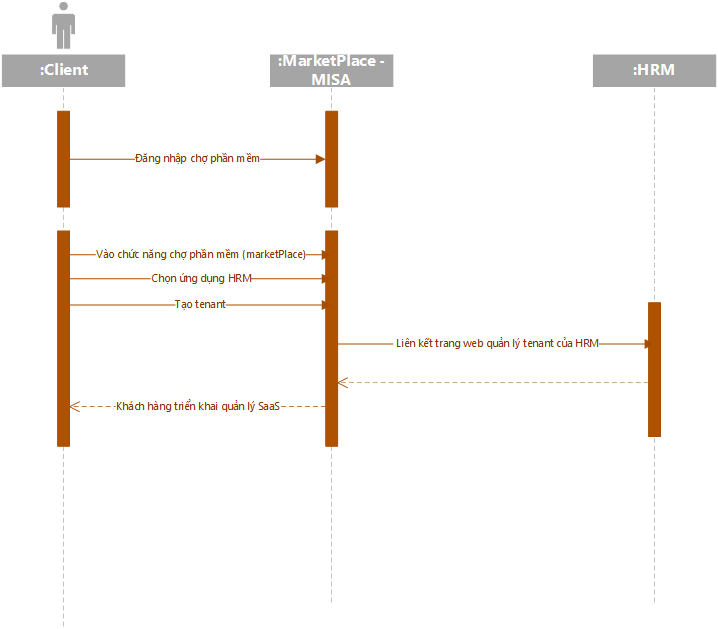 :Client
:MarketPlace -
MISA
:HRM
Đăng nhập chợ phần mềm
Vào chức năng chợ phần mềm (marketPlace)
Chọn ứng dụng HRM
Tạo tenant
Liên kết trang web quản lý tenant của HRM
Khách hàng triển khai quản lý SaaS